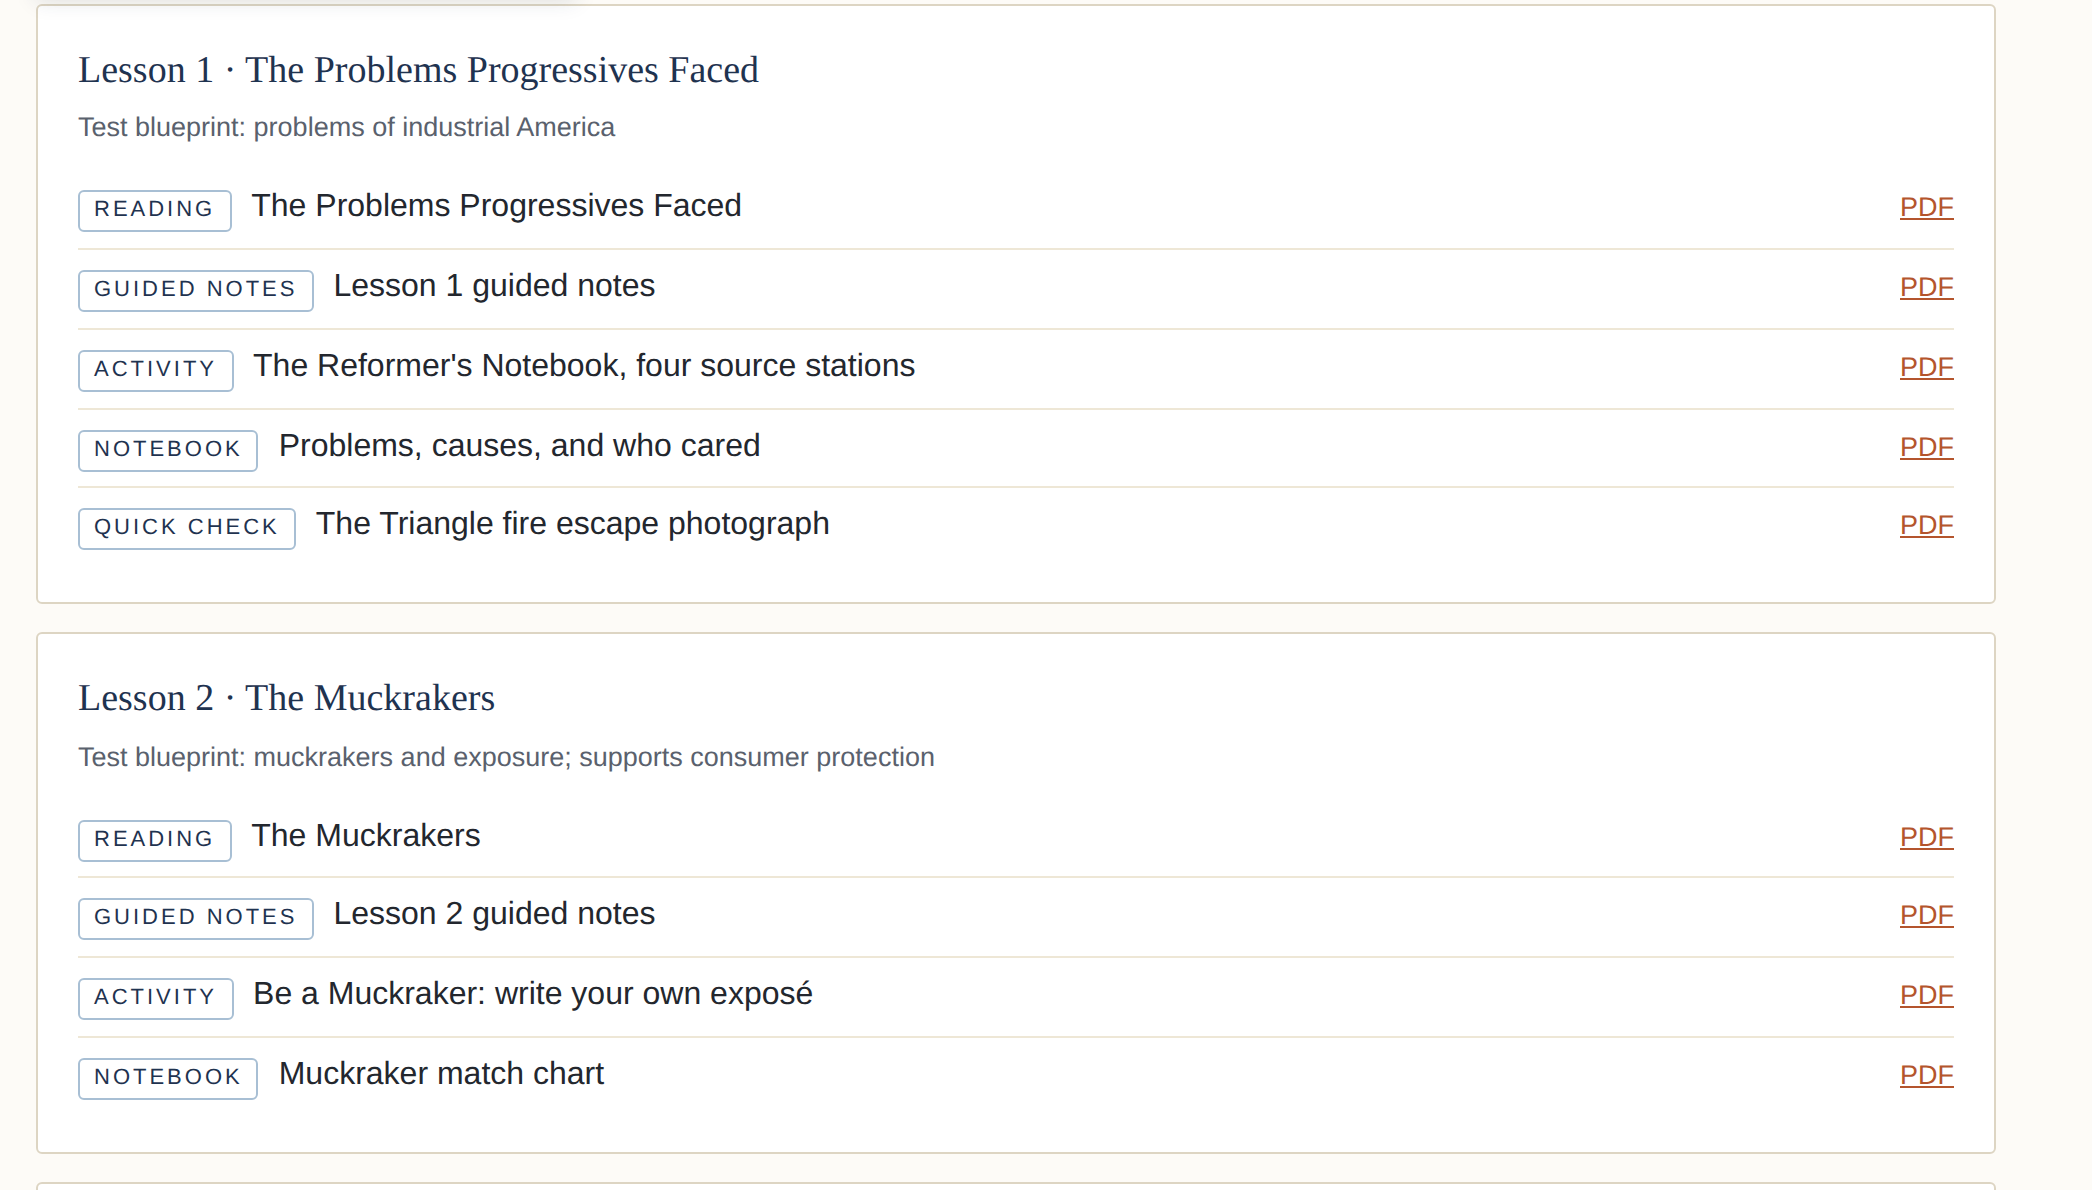 Lesson 1 · The Problems Progressives Faced
Test blueprint: problems of industrial America
READING The Problems Progressives Faced PDF
GUIDED NOTES Lesson 1 guided notes PDF
ACTIVITY The Reformer's Notebook, four source stations PDF
NOTEBOOK Problems, causes, and who cared PDF
QUICK CHECK The Triangle fire escape photograph PDF
Lesson 2 · The Muckrakers
Test blueprint: muckrakers and exposure; supports consumer protection
READING The Muckrakers PDF
GUIDED NOTES Lesson 2 guided notes PDF
ACTIVITY Be a Muckraker: write your own exposé PDF
NOTEBOOK Muckraker match chart PDF